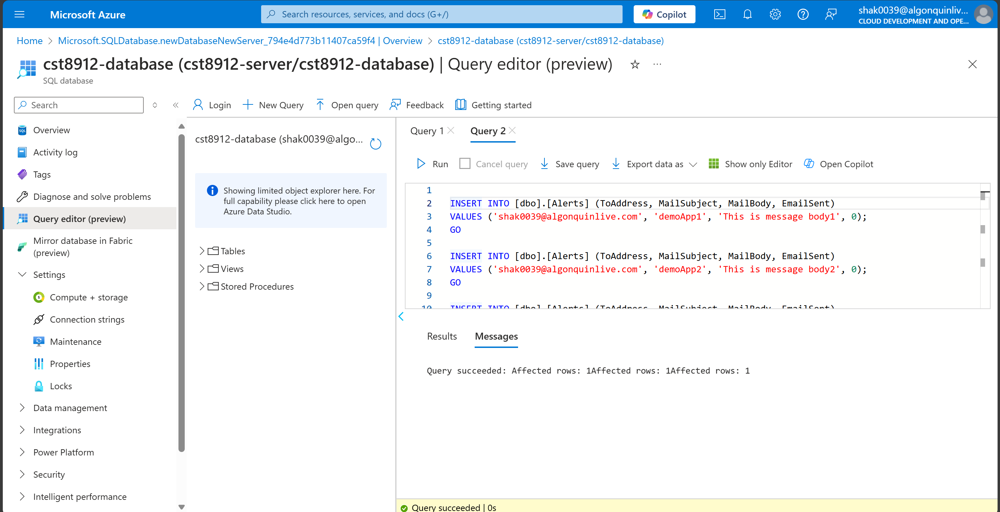 Microsoft Azure
Search resources, services, and docs (G+/)
Copilot
shak0039@algonquinliv...
CLOUD DEVELOPMENT AND OPE...
Home > Microsoft.SQLDatabase.newDatabaseNewServer_794e4d773b11407ca59f4 | Overview > cst8912-database (cst8912-server/cst8912-database)
cst8912-database (cst8912-server/cst8912-database) | Query editor (preview)
SQL database
Search
Login
New Query
Open query
Feedback
Getting started
Overview
Activity log
Tags
Diagnose and solve problems
Query editor (preview)
Mirror database in Fabric
(preview)
Settings
Compute + storage
Connection strings
Maintenance
Properties
Locks
Data management
Integrations
Power Platform
Security
Intelligent performance
cst8912-database (shak0039@algo...
Showing limited object explorer here. For
full capability please click here to open
Azure Data Studio.
Tables
Views
Stored Procedures
Query 1
Query 2
Run
Cancel query
Save query
Export data as
Show only Editor
Open Copilot
1
2 INSERT INTO [dbo].[Alerts] (ToAddress, MailSubject, MailBody, EmailSent)
3 VALUES ('shak0039@algonquinlive.com', 'demoApp1', 'This is message body1', 0);
4 GO
5
6 INSERT INTO [dbo].[Alerts] (ToAddress, MailSubject, MailBody, EmailSent)
7 VALUES ('shak0039@algonquinlive.com', 'demoApp2', 'This is message body2', 0);
8 GO
9
10 INSERT INTO [dbo].[Alerts] (ToAddress, MailSubject, MailBody, EmailSent)
Results
Messages
Query succeeded: Affected rows: 1Affected rows: 1Affected rows: 1
Query succeeded | 0s